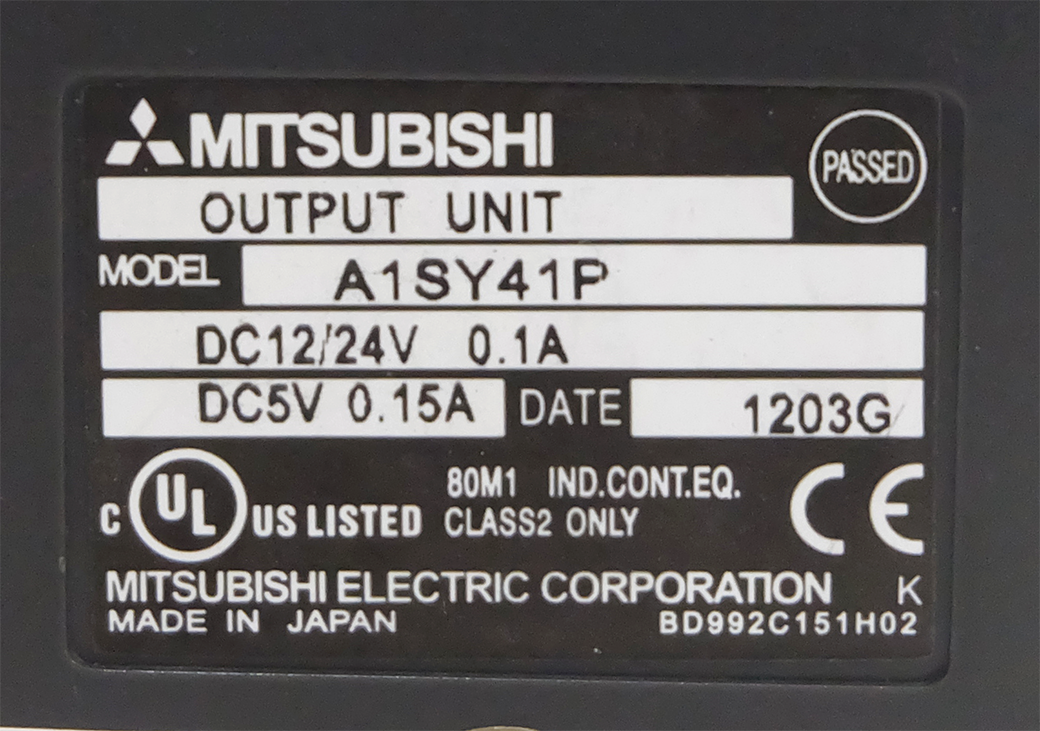 MITSUBISHI
PASSED
OUTPUT UNIT
MODEL A1SY41P
DC12/24V 0.1A
DC5V 0.15A DATE 1203G
C UL US LISTED 80M1 IND.CONT.EQ.
CLASS2 ONLY
CE
MITSUBISHI ELECTRIC CORPORATION K
MADE IN JAPAN BD992C151H02